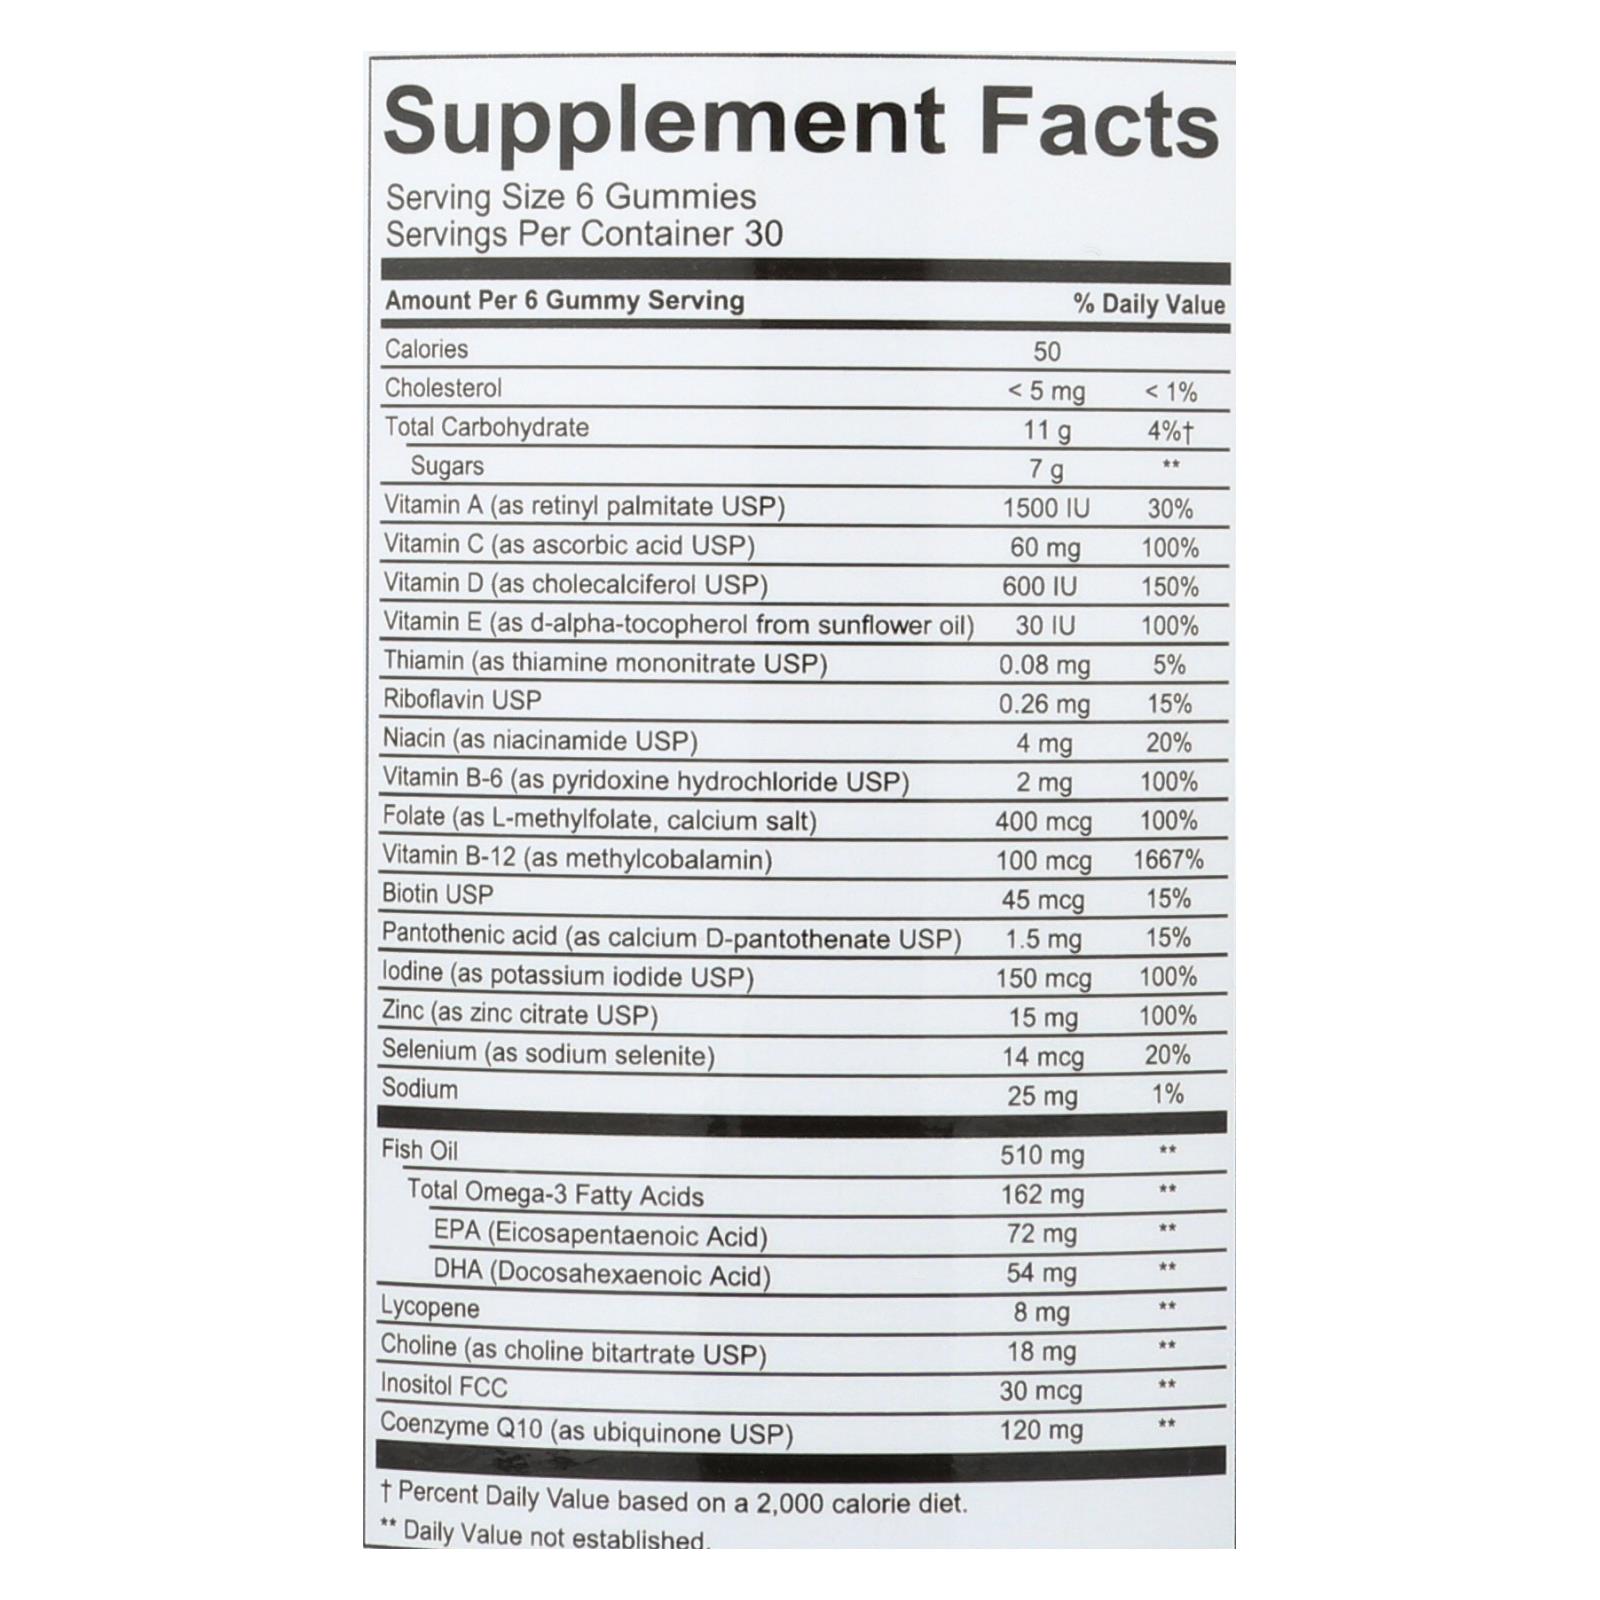 Supplement Facts
Serving Size 6 Gummies
Servings Per Container 30
Amount Per 6 Gummy Serving % Daily Value
Calories 50
Cholesterol < 5 mg < 1%
Total Carbohydrate 11 g 4%†
Sugars 7 g **
Vitamin A (as retinyl palmitate USP) 1500 IU 30%
Vitamin C (as ascorbic acid USP) 60 mg 100%
Vitamin D (as cholecalciferol USP) 600 IU 150%
Vitamin E (as d-alpha-tocopherol from sunflower oil) 30 IU 100%
Thiamin (as thiamine mononitrate USP) 0.08 mg 5%
Riboflavin USP 0.26 mg 15%
Niacin (as niacinamide USP) 4 mg 20%
Vitamin B-6 (as pyridoxine hydrochloride USP) 2 mg 100%
Folate (as L-methylfolate, calcium salt) 400 mcg 100%
Vitamin B-12 (as methylcobalamin) 100 mcg 1667%
Biotin USP 45 mcg 15%
Pantothenic acid (as calcium D-pantothenate USP) 1.5 mg 15%
Iodine (as potassium iodide USP) 150 mcg 100%
Zinc (as zinc citrate USP) 15 mg 100%
Selenium (as sodium selenite) 14 mcg 20%
Sodium 25 mg 1%
Fish Oil 510 mg **
Total Omega-3 Fatty Acids 162 mg **
EPA (Eicosapentaenoic Acid) 72 mg **
DHA (Docosahexaenoic Acid) 54 mg **
Lycopene 8 mg **
Choline (as choline bitartrate USP) 18 mg **
Inositol FCC 30 mcg **
Coenzyme Q10 (as ubiquinone USP) 120 mg **
† Percent Daily Value based on a 2,000 calorie diet.
** Daily Value not established.